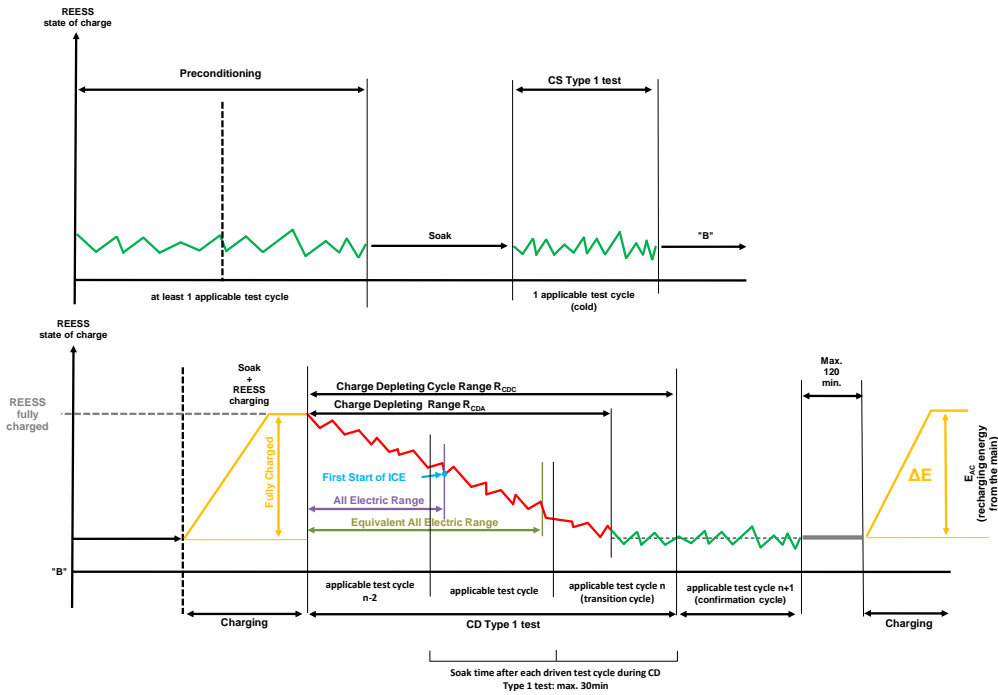 REESS
state of charge
Preconditioning
CS Type 1 test
Soak
"B"
at least 1 applicable test cycle
1 applicable test cycle
(cold)
REESS
state of charge
Soak
+
REESS
charging
Max.
120
min.
Charge Depleting Cycle Range RCDC
REESS
fully
charged
Charge Depleting Range RCDA
Fully Charged
First Start of ICE
All Electric Range
Equivalent All Electric Range
ΔE
EAC
(recharging energy
from the main)
"B"
applicable test cycle
n-2
applicable test cycle
applicable test cycle n
(transition cycle)
applicable test cycle n+1
(confirmation cycle)
Charging
CD Type 1 test
Charging
Soak time after each driven test cycle during CD
Type 1 test: max. 30min